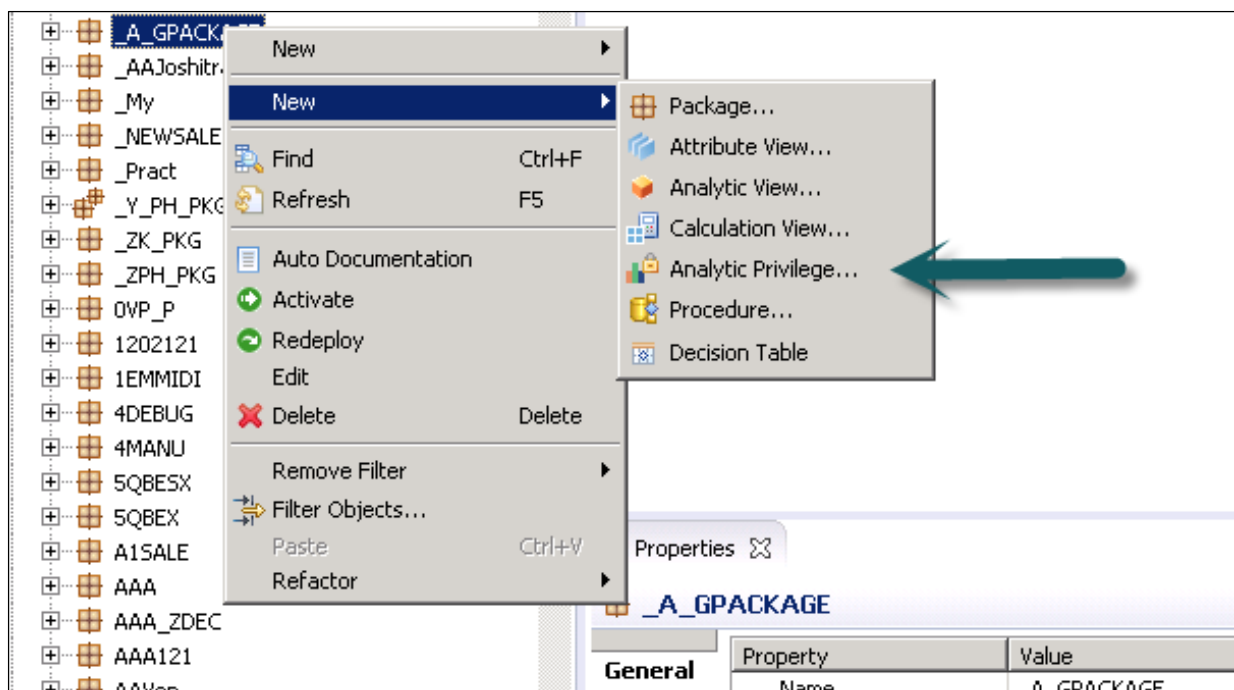 _A_GPACKA
_AAJoshitr
_My
_NEWSALE
_Pract
_Y_PH_PKG
_ZK_PKG
_ZPH_PKG
0VP_P
1202121
1EMMIDI
4DEBUG
4MANU
5QBESX
5QBEX
A1SALE
AAA
AAA_ZDEC
AAA121
New
New
Find Ctrl+F
Refresh F5
Auto Documentation
Activate
Redeploy
Edit
Delete Delete
Remove Filter
Filter Objects...
Paste Ctrl+V
Refactor
Package...
Attribute View...
Analytic View...
Calculation View...
Analytic Privilege...
Procedure...
Decision Table
Properties
_A_GPACKAGE
General
Property Value
Name _A_GPACKAGE